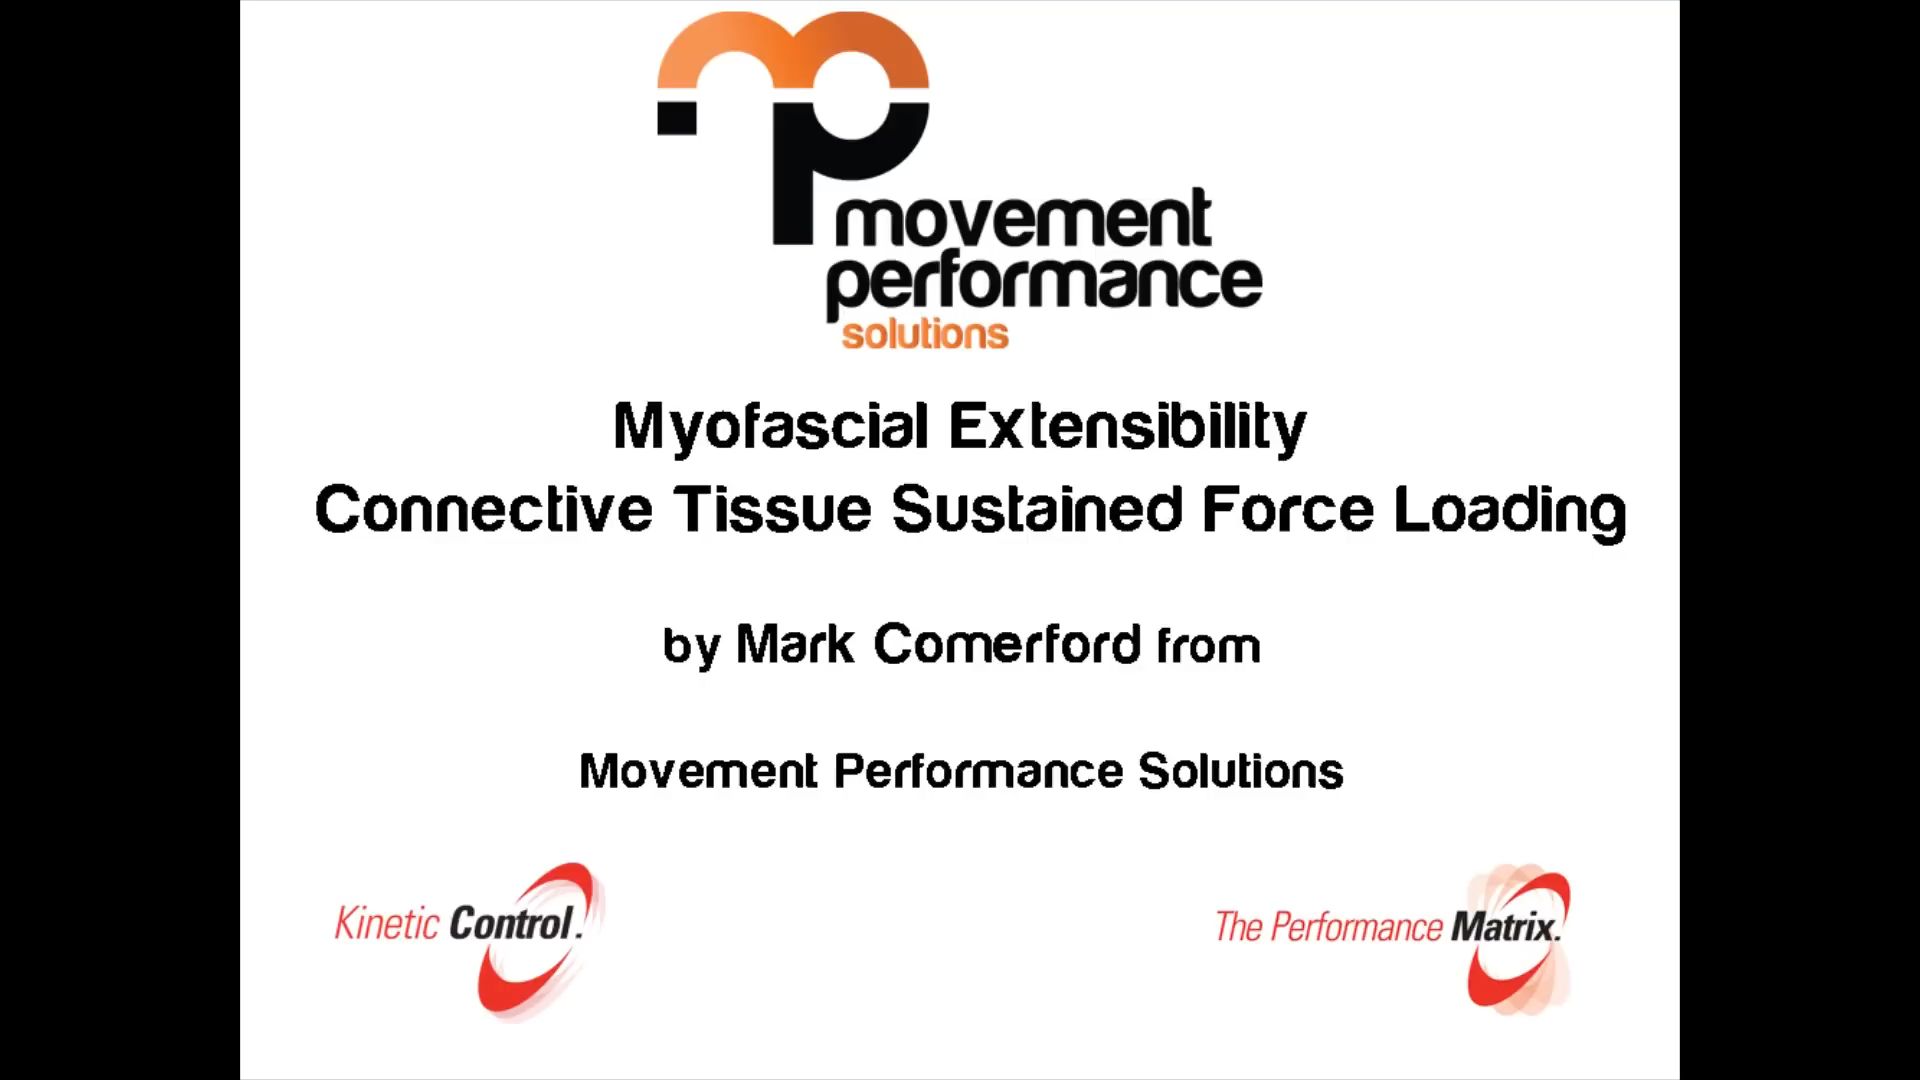 mp
movement
performance
solutions
Myofascial Extensibility
Connective Tissue Sustained Force Loading
by Mark Comerford from
Movement Performance Solutions
Kinetic Control.
The Performance Matrix.